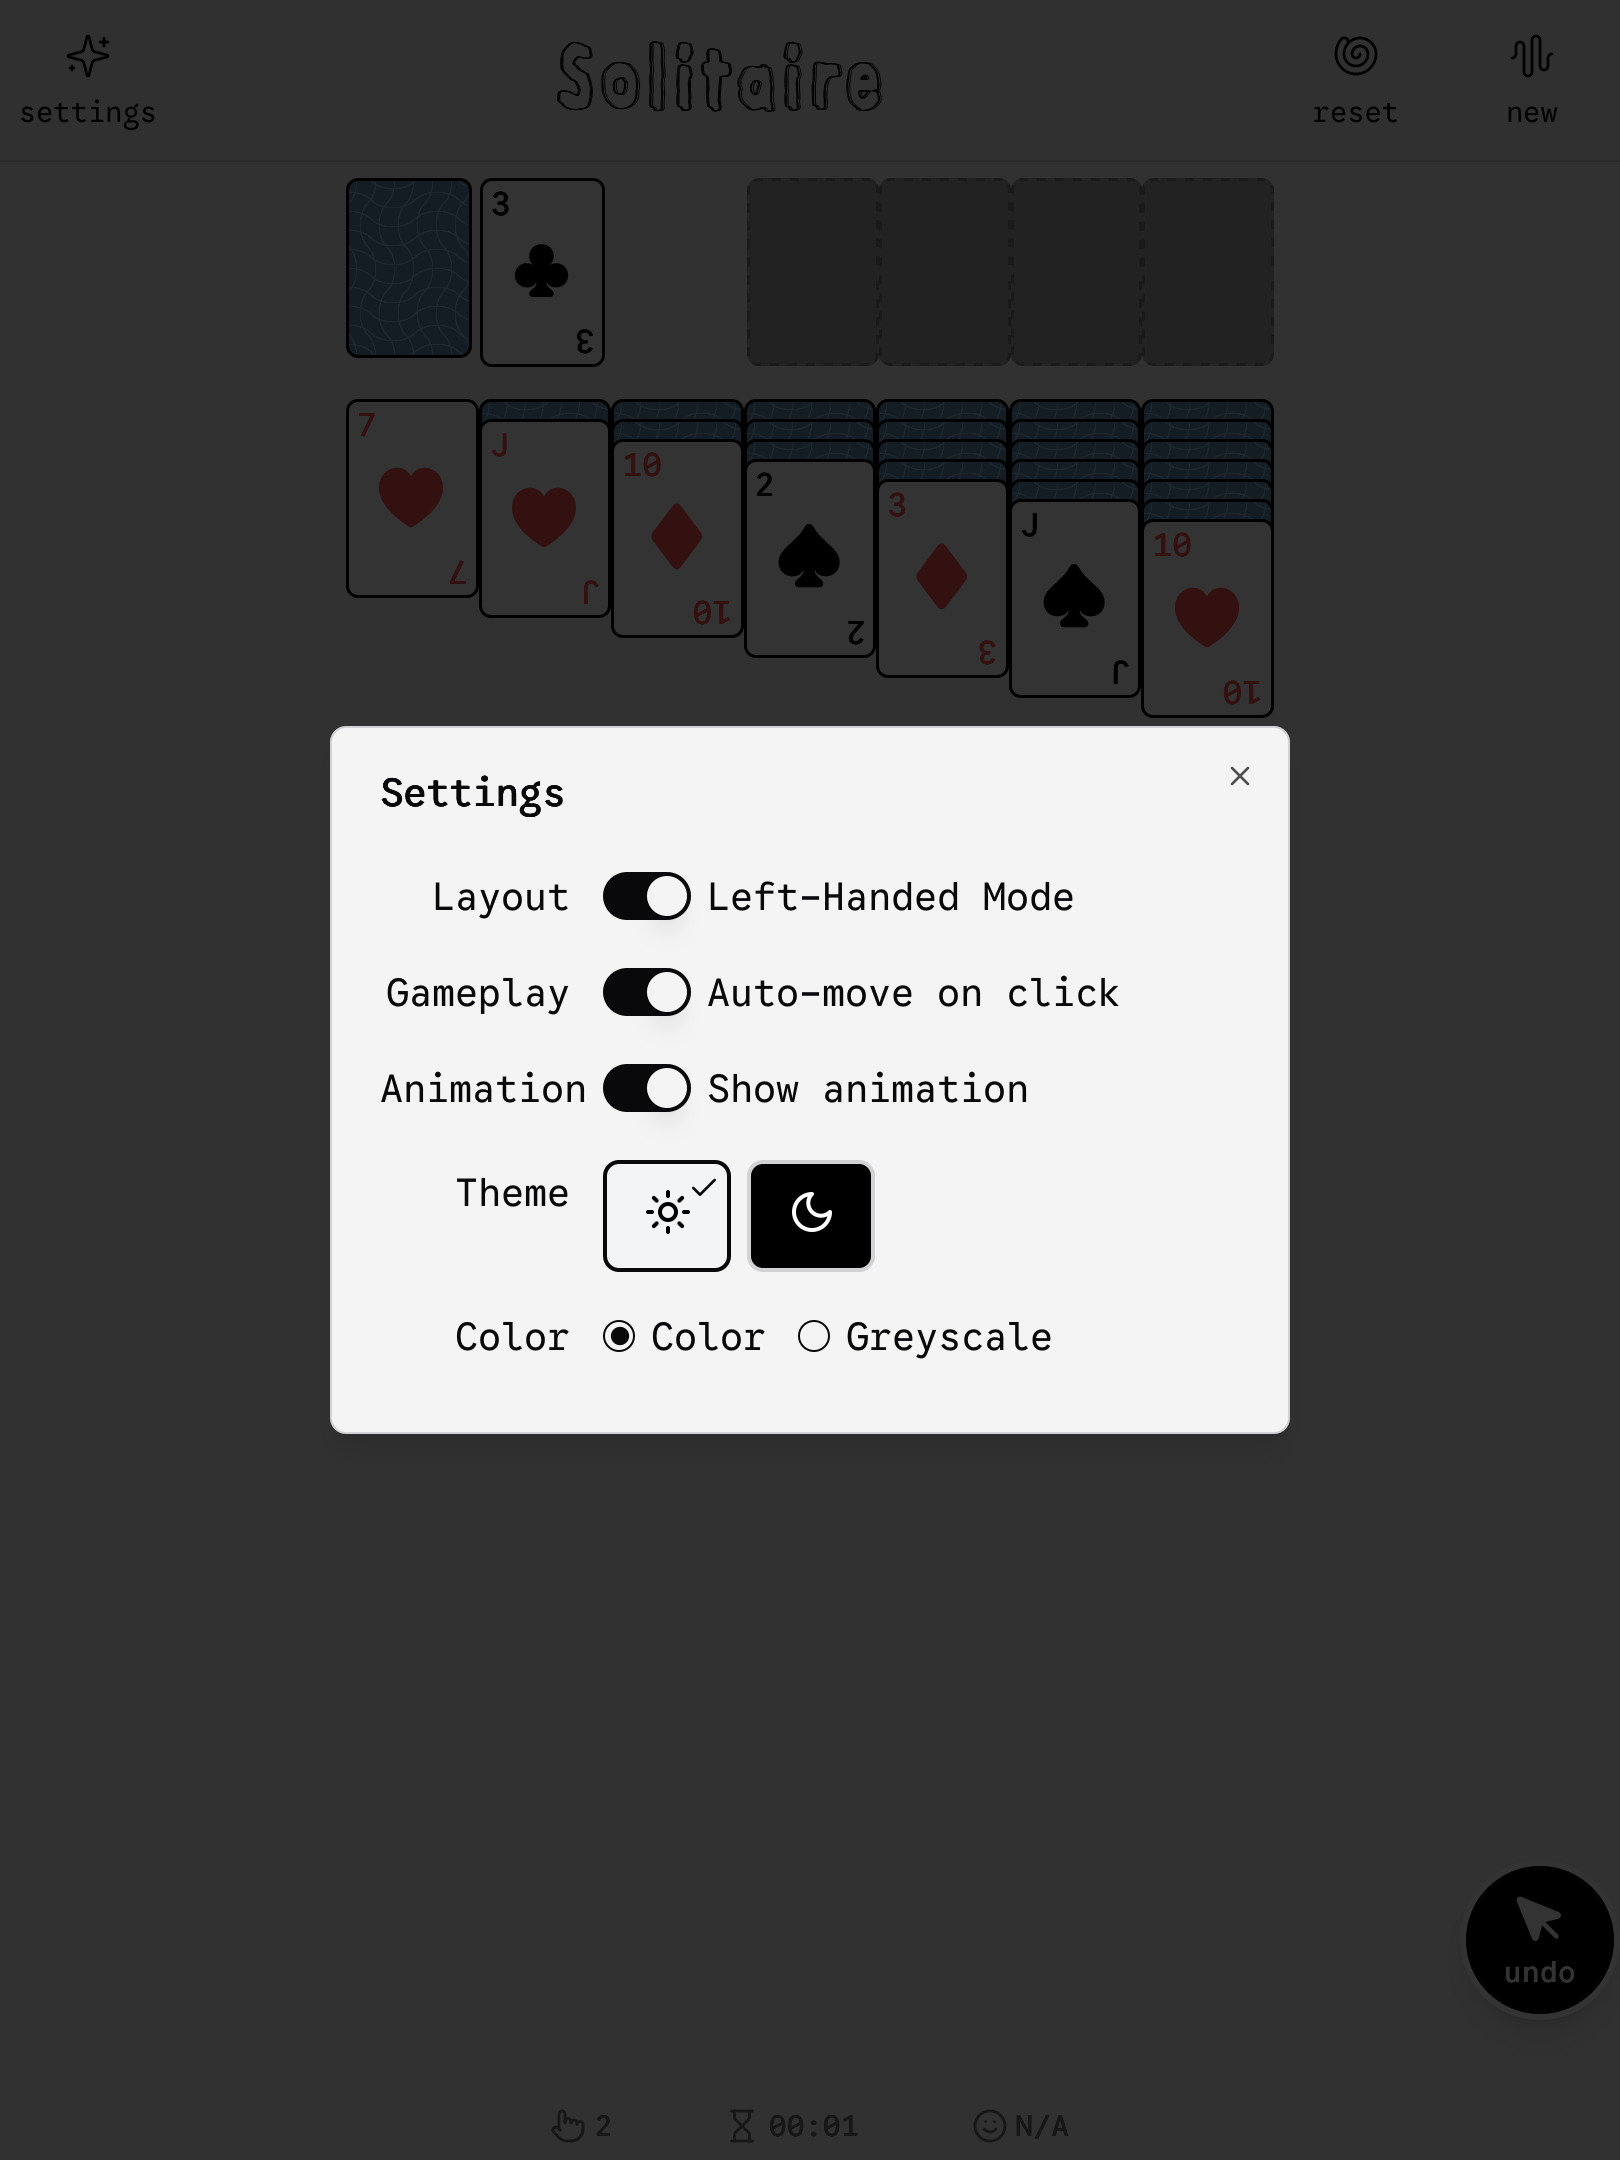 settings
Solitaire
reset
new
3
3
7
7
J
J
10
10
2
2
3
3
J
J
10
10
Settings
Layout Left-Handed Mode
Gameplay Auto-move on click
Animation Show animation
Theme
Color Color Greyscale
undo
2 00:01 N/A